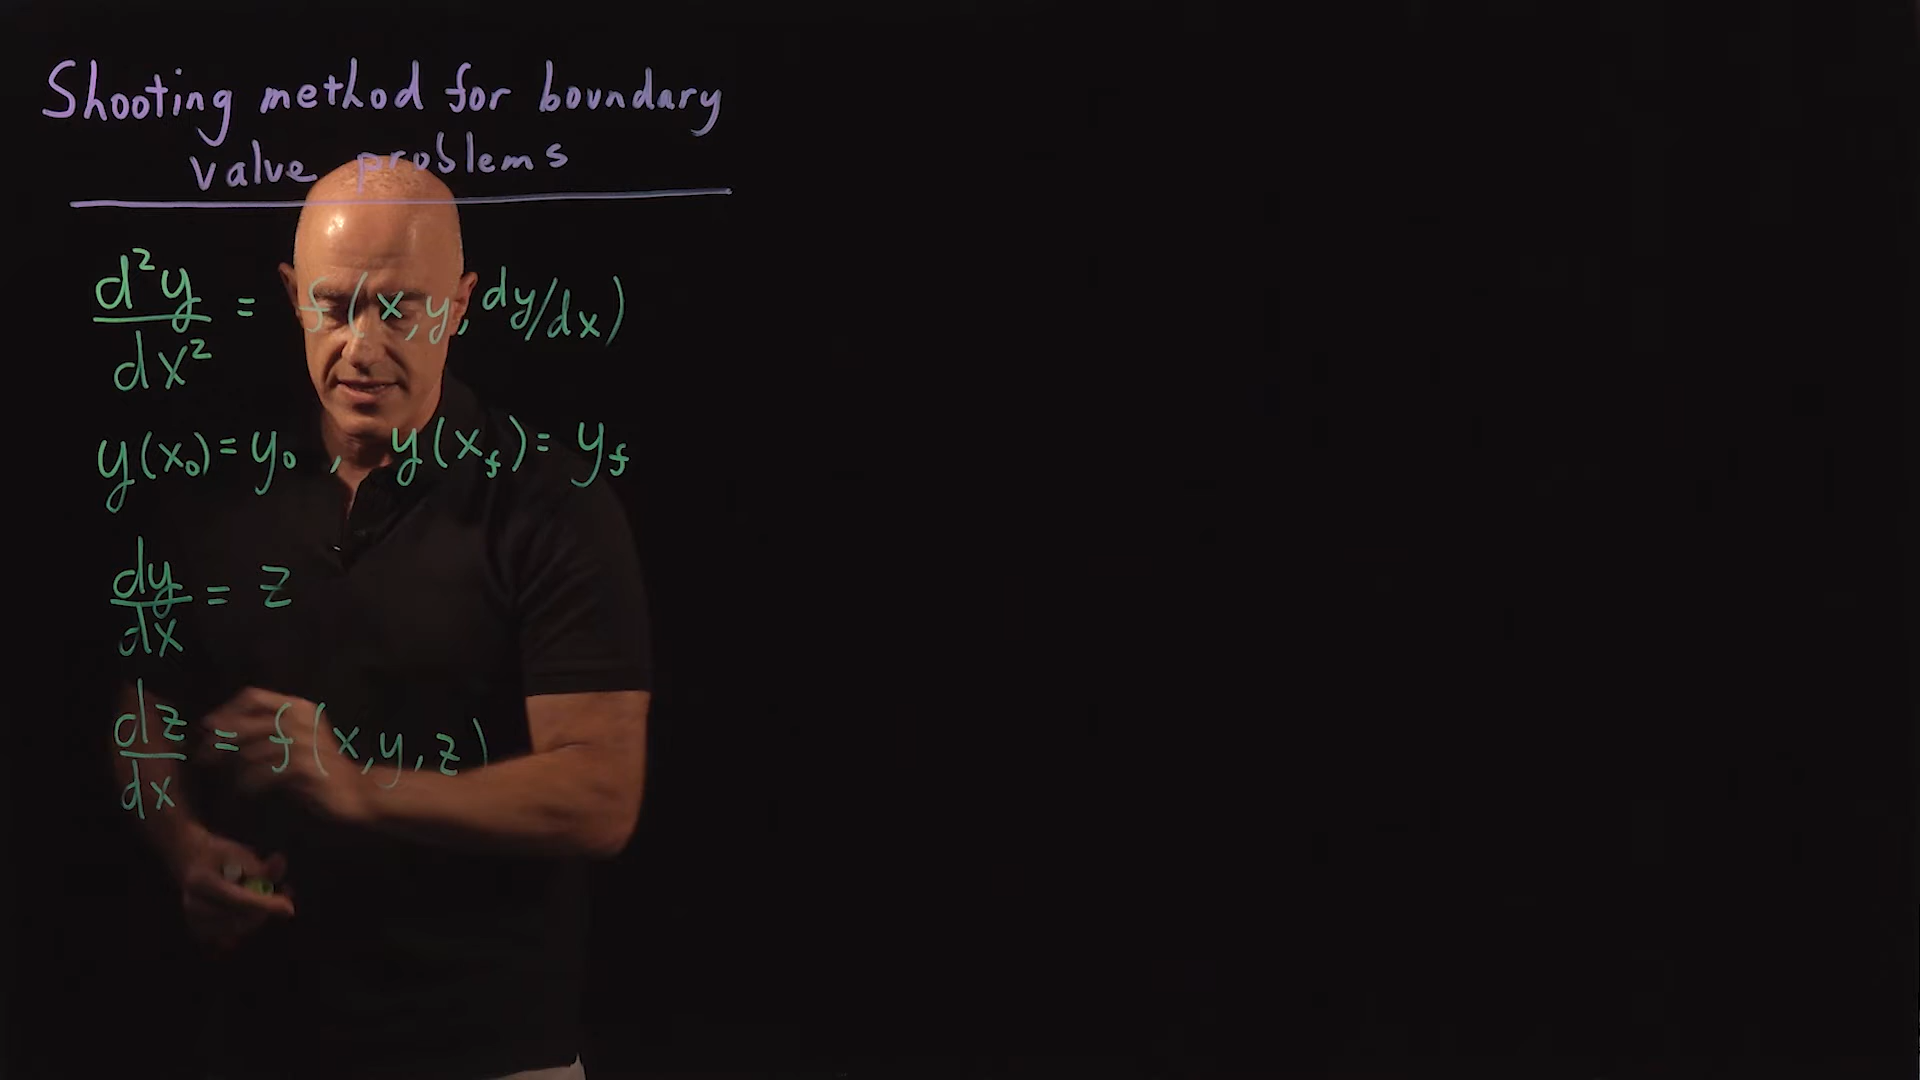 Shooting method for boundary
value problems
d²y/dx² = f(x, y, dy/dx)
y(x₀) = y₀ , y(x_f) = y_f
dy/dx = z
dz/dx = f(x, y, z)